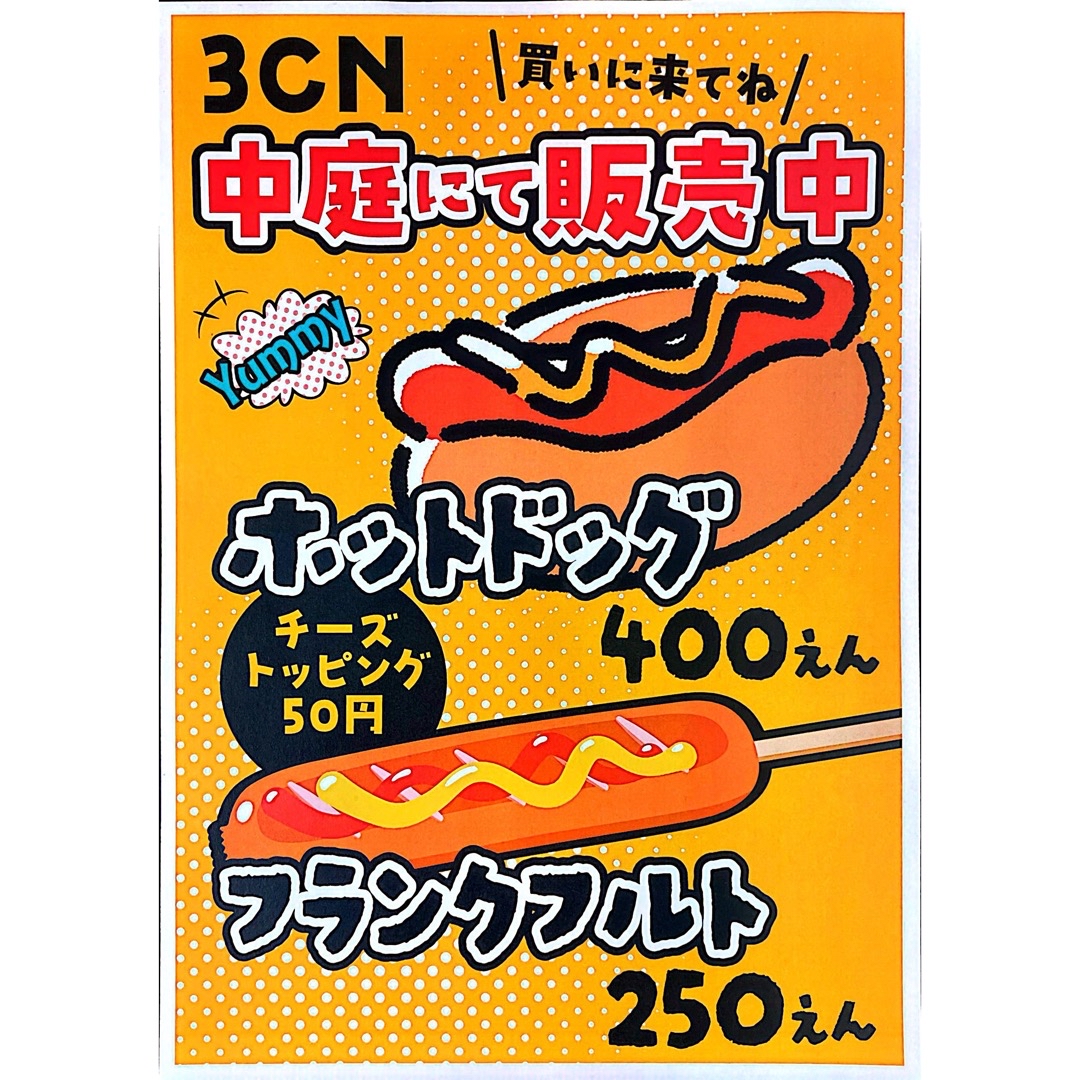 3CN
買いに来てね
中庭にて販売中
Yummy
ホットドッグ
400えん
チーズ
トッピング
50円
フランクフルト
250えん